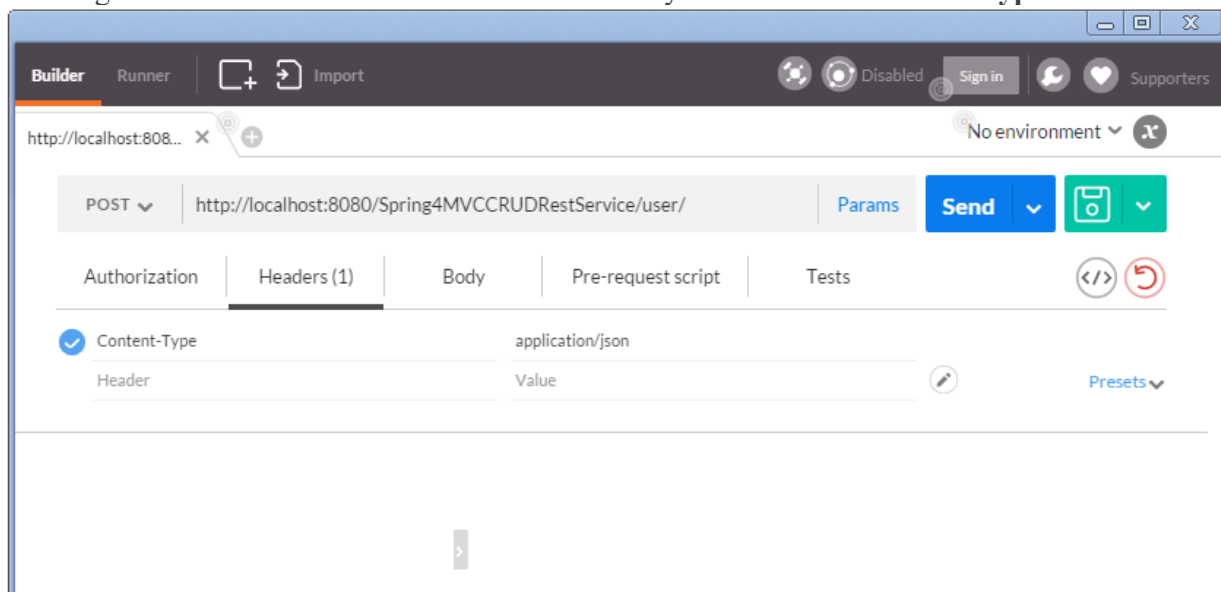 Builder Runner Import Disabled Sign in Supporters
http://localhost:808... No environment
POST http://localhost:8080/Spring4MVCCRUDRestService/user/ Params Send
Authorization Headers (1) Body Pre-request script Tests
Content-Type application/json
Header Value Presets